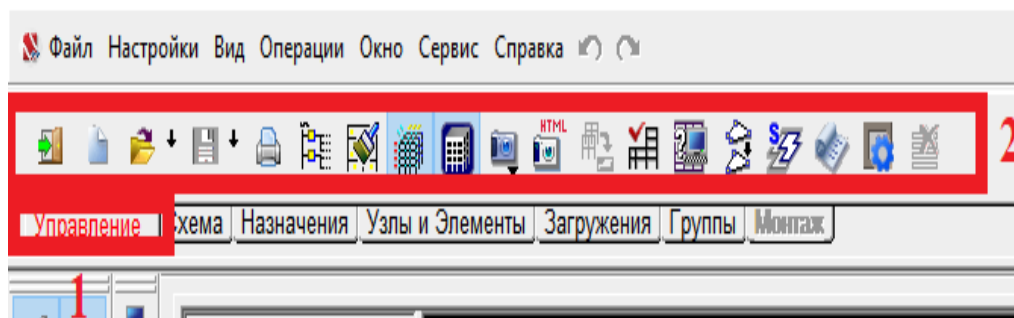 Файл Настройки Вид Операции Окно Сервис Справка
HTML
2
Управление Схема Назначения Узлы и Элементы Загружения Группы Монтаж
1